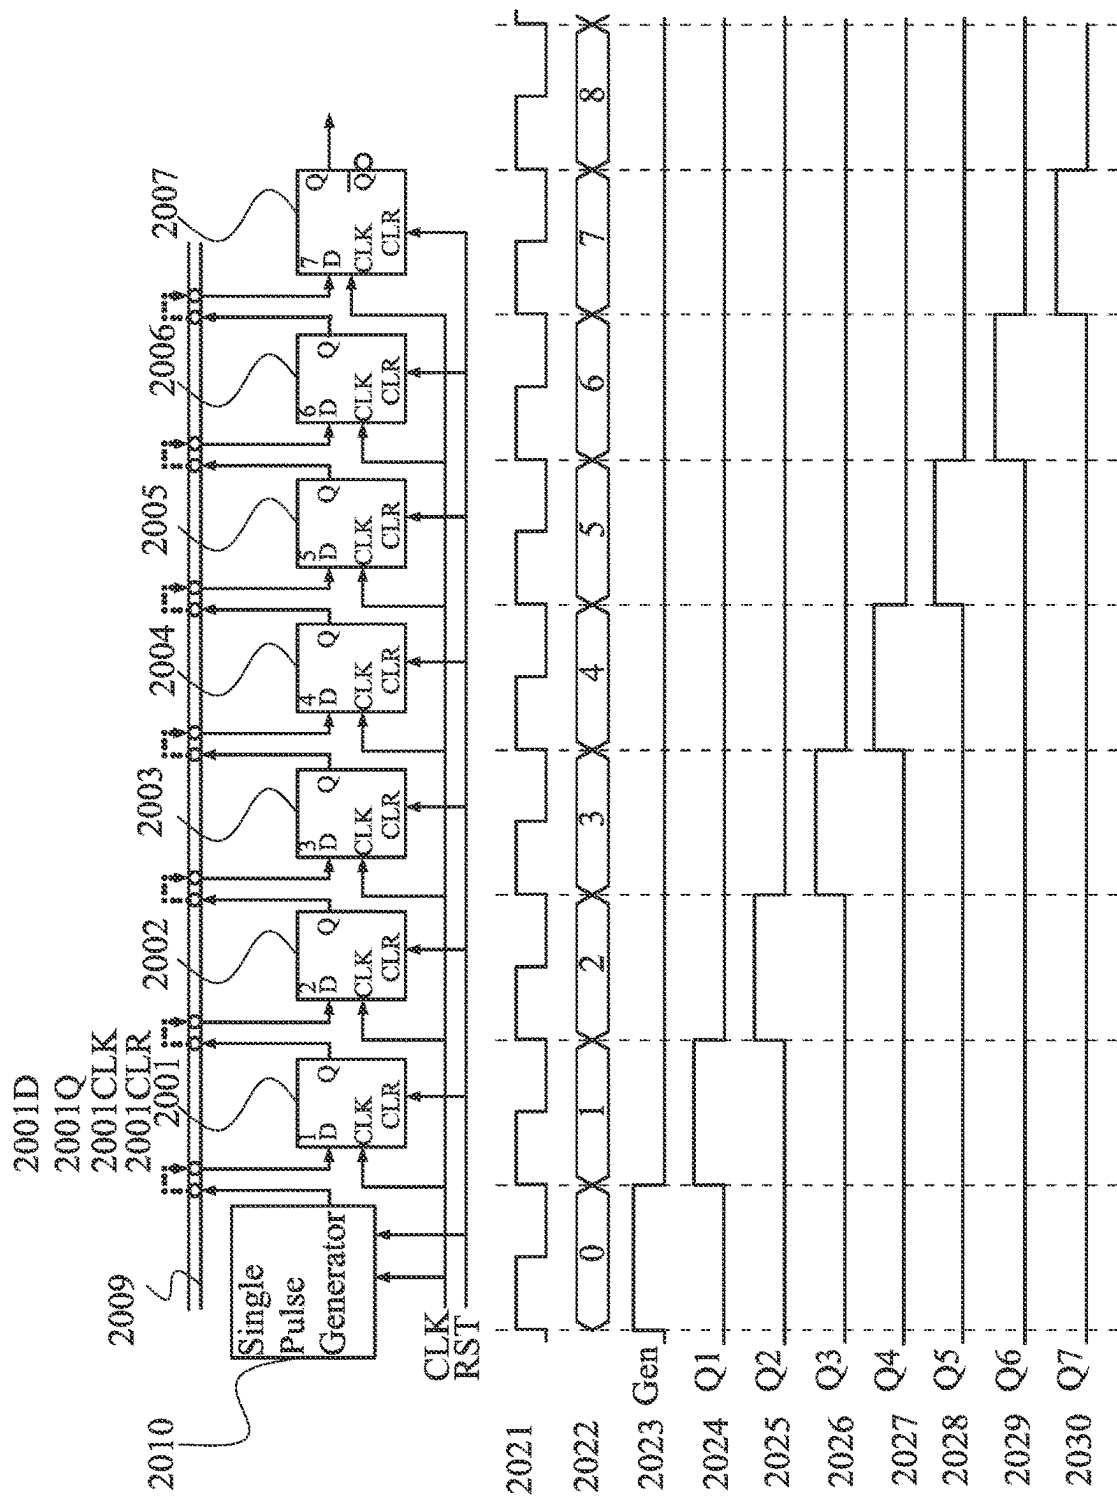 2001D
2001Q
2001CLK
2001CLR
2001
2002
2003
2004
2005
2006
2007
2009
2010
Single
Pulse
Generator
1
D
Q
CLK
CLR
2
D
Q
CLK
CLR
3
D
Q
CLK
CLR
4
D
Q
CLK
CLR
5
D
Q
CLK
CLR
6
D
Q
CLK
CLR
7
D
Q
CLK
Q̅
CLR
CLK
RST
2021
2022 0 1 2 3 4 5 6 7 8
2023 Gen
2024 Q1
2025 Q2
2026 Q3
2027 Q4
2028 Q5
2029 Q6
2030 Q7